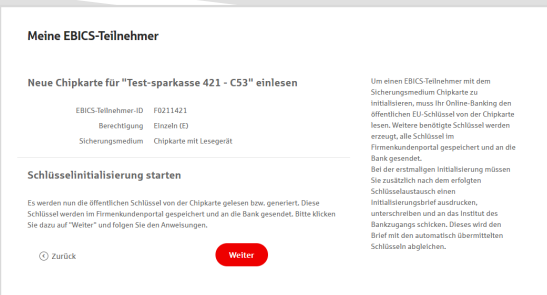 Meine EBICS-Teilnehmer
Neue Chipkarte für "Test-sparkasse 421 - C53" einlesen
EBICS-Teilnehmer-ID F0211421
Berechtigung Einzeln (E)
Sicherungsmedium Chipkarte mit Lesegerät
Schlüsselinitialisierung starten
Es werden nun die öffentlichen Schlüssel von der Chipkarte gelesen bzw. generiert. Diese
Schlüssel werden im Firmenkundenportal gespeichert und an die Bank gesendet. Bitte klicken
Sie dazu auf "Weiter" und folgen Sie den Anweisungen.
Zurück
Weiter
Um einen EBICS-Teilnehmer mit dem
Sicherungsmedium Chipkarte zu
initialisieren, muss Ihr Online-Banking den
öffentlichen EU-Schlüssel von der Chipkarte
lesen. Weitere benötigte Schlüssel werden
erzeugt, alle Schlüssel im
Firmenkundenportal gespeichert und an die
Bank gesendet.
Bei der erstmaligen Initialisierung müssen
Sie zusätzlich nach dem erfolgten
Schlüsselaustausch einen
Initialisierungsbrief ausdrucken,
unterschreiben und an das Institut des
Bankzugangs schicken. Dieses wird den
Brief mit den automatisch übermittelten
Schlüsseln abgleichen.